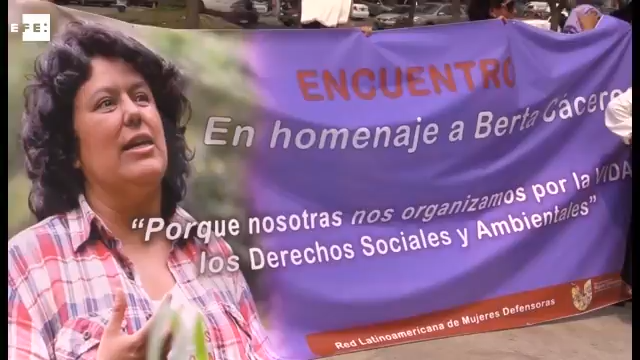 EFE:
ENCUENTRO
En homenaje a Berta Cácere
“Porque nosotras nos organizamos por la VIDA
los Derechos Sociales y Ambientales”
Red Latinoamericana de Mujeres Defensoras